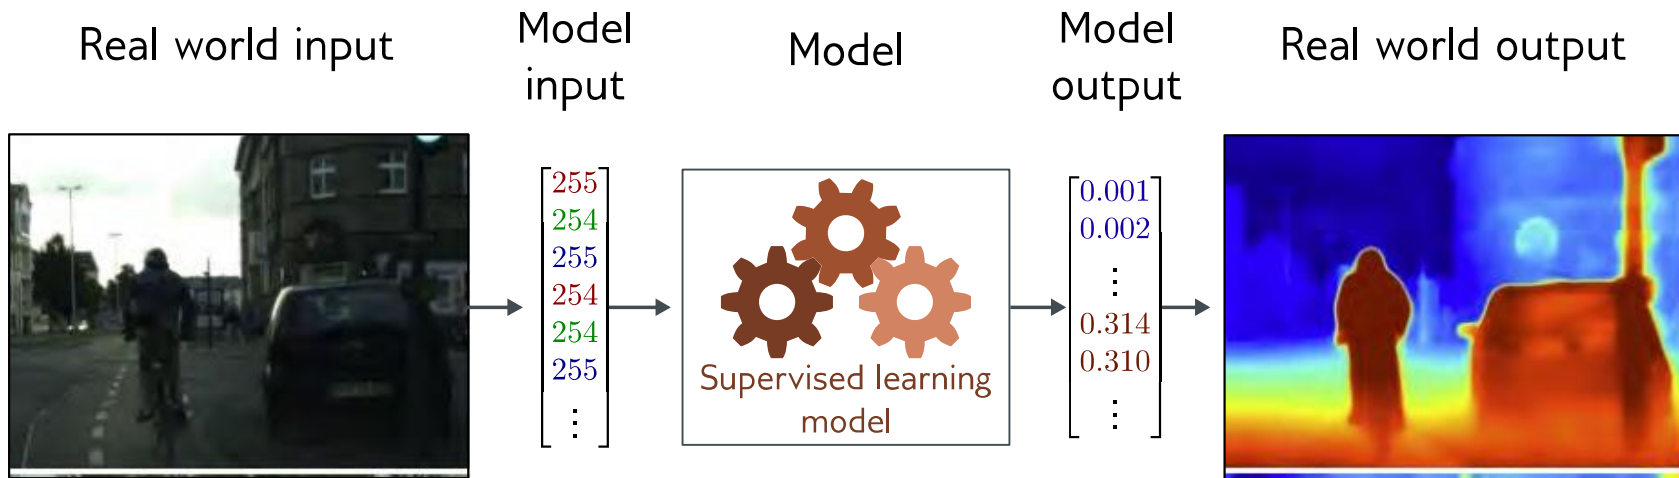 Real world input
Model
input
Model
Model
output
Real world output
255
254
255
254
254
255
⋮
Supervised learning
model
0.001
0.002
⋮
0.314
0.310
⋮